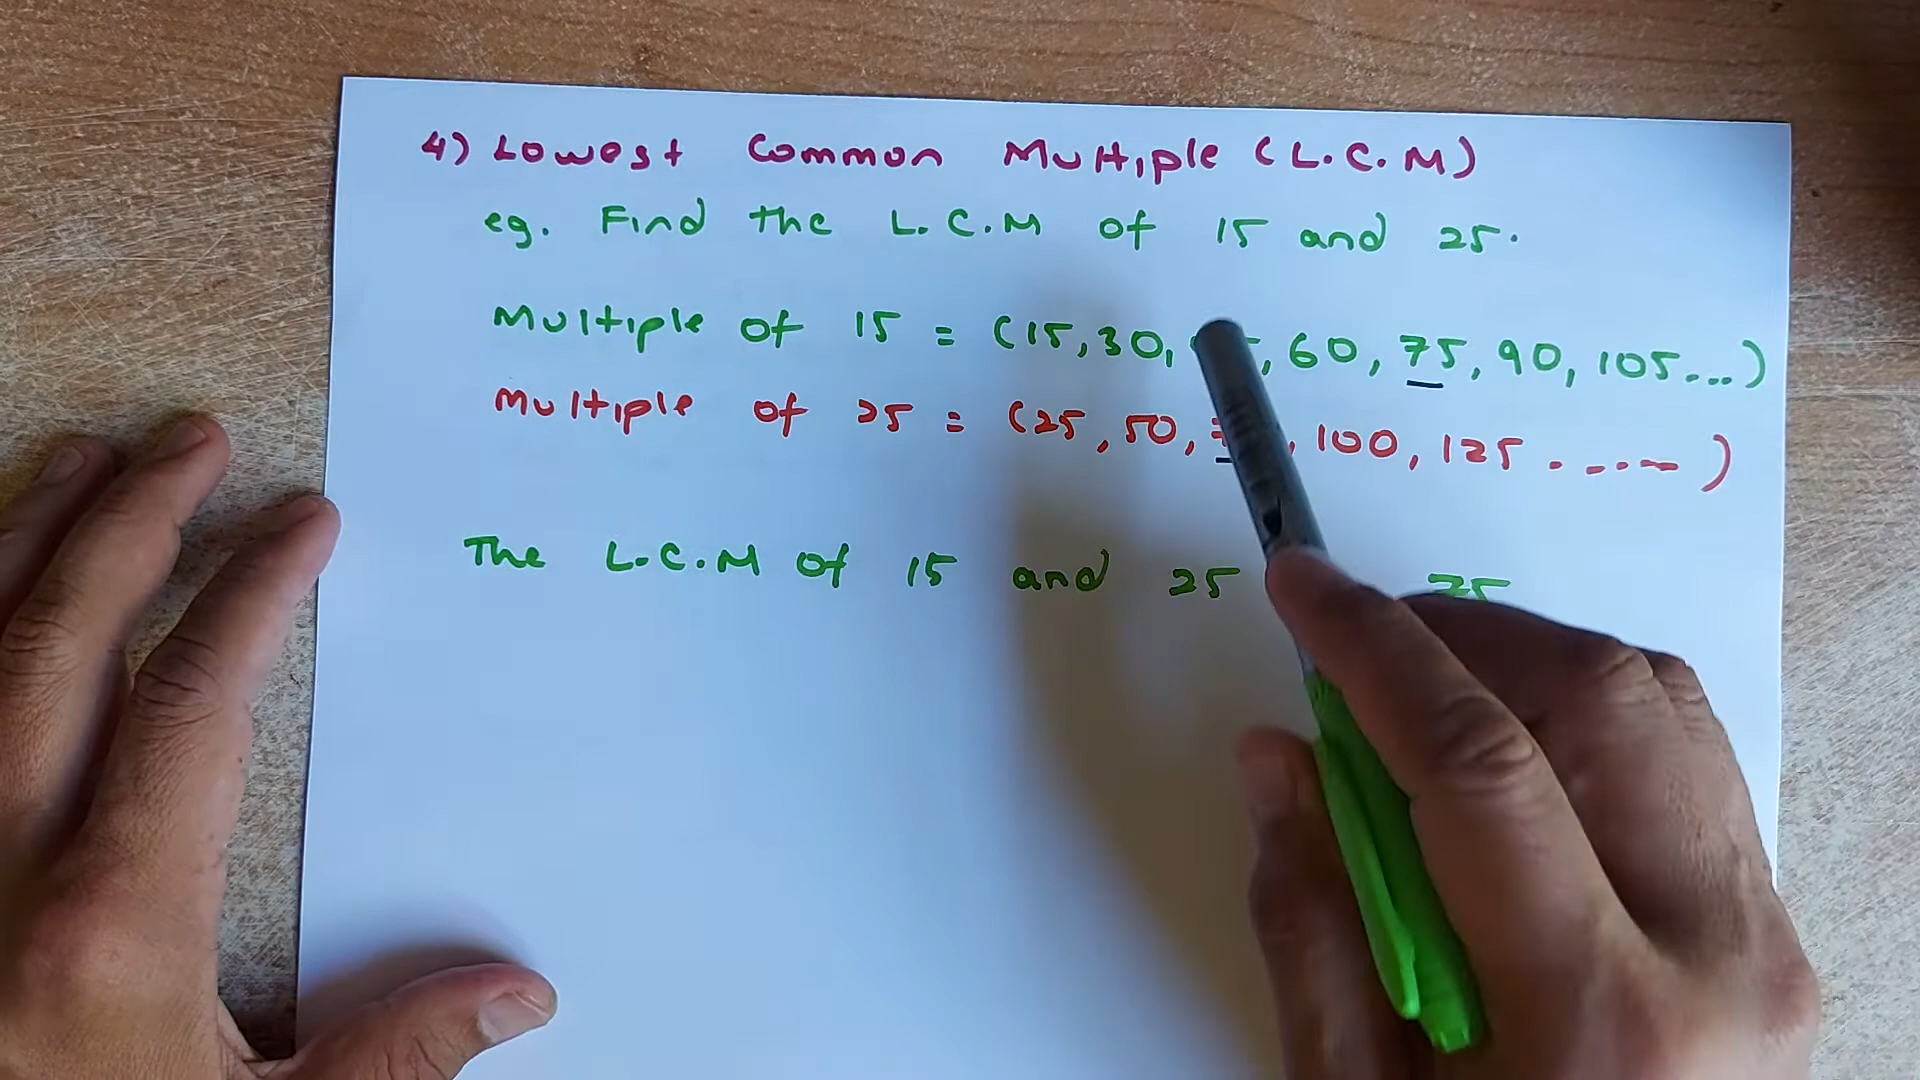 4) Lowest Common Multiple (L.C.M)
eg. Find the L.C.M of 15 and 25.
Multiple of 15 = (15, 30, , 60, 75, 90, 105...)
Multiple of 25 = (25, 50, , 100, 125 .....)
The L.C.M of 15 and 25 75